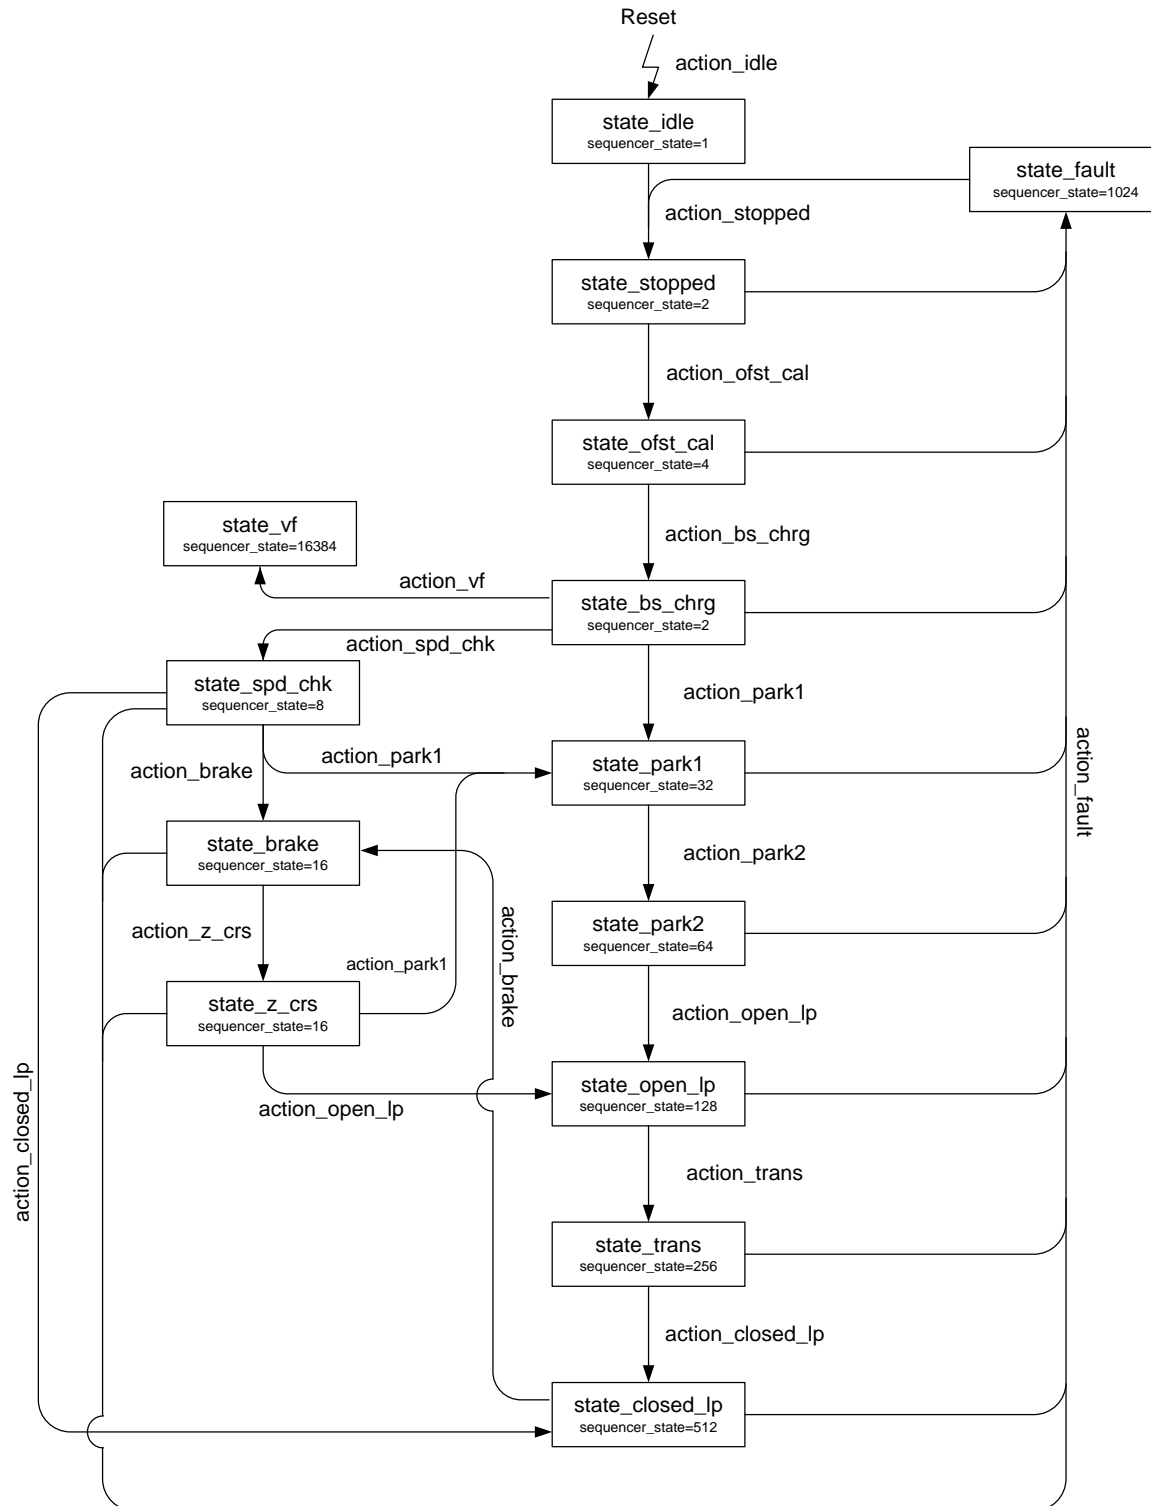 Reset
action_idle
state_idle
sequencer_state=1
state_fault
sequencer_state=1024
action_stopped
state_stopped
sequencer_state=2
action_ofst_cal
state_ofst_cal
sequencer_state=4
state_vf
sequencer_state=16384
action_bs_chrg
action_vf
state_bs_chrg
sequencer_state=2
action_spd_chk
state_spd_chk
sequencer_state=8
action_park1
action_brake
action_park1
state_park1
sequencer_state=32
action_fault
state_brake
sequencer_state=16
action_park2
action_z_crs
action_park1
action_brake
state_park2
sequencer_state=64
state_z_crs
sequencer_state=16
action_open_lp
action_closed_lp
action_open_lp
state_open_lp
sequencer_state=128
action_trans
state_trans
sequencer_state=256
action_closed_lp
state_closed_lp
sequencer_state=512